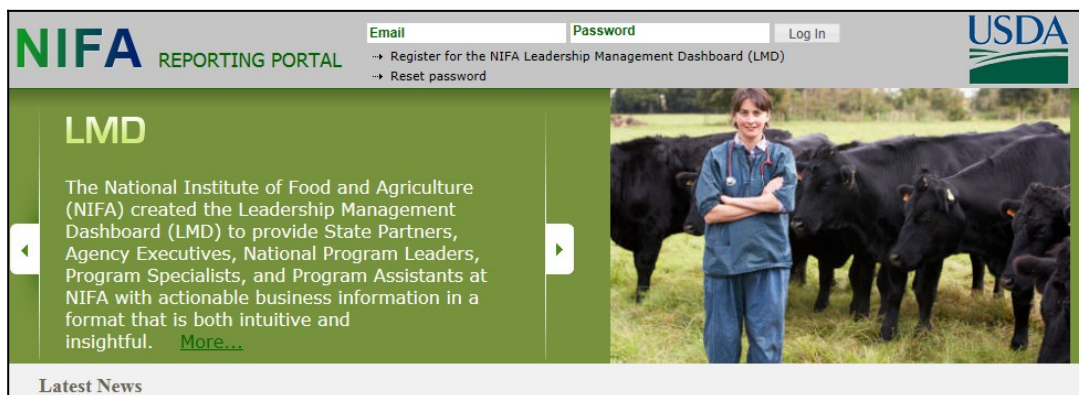 NIFA REPORTING PORTAL
Email
Password
Log In
⇢ Register for the NIFA Leadership Management Dashboard (LMD)
⇢ Reset password
USDA
LMD
The National Institute of Food and Agriculture
(NIFA) created the Leadership Management
Dashboard (LMD) to provide State Partners,
Agency Executives, National Program Leaders,
Program Specialists, and Program Assistants at
NIFA with actionable business information in a
format that is both intuitive and
insightful. More...
Latest News